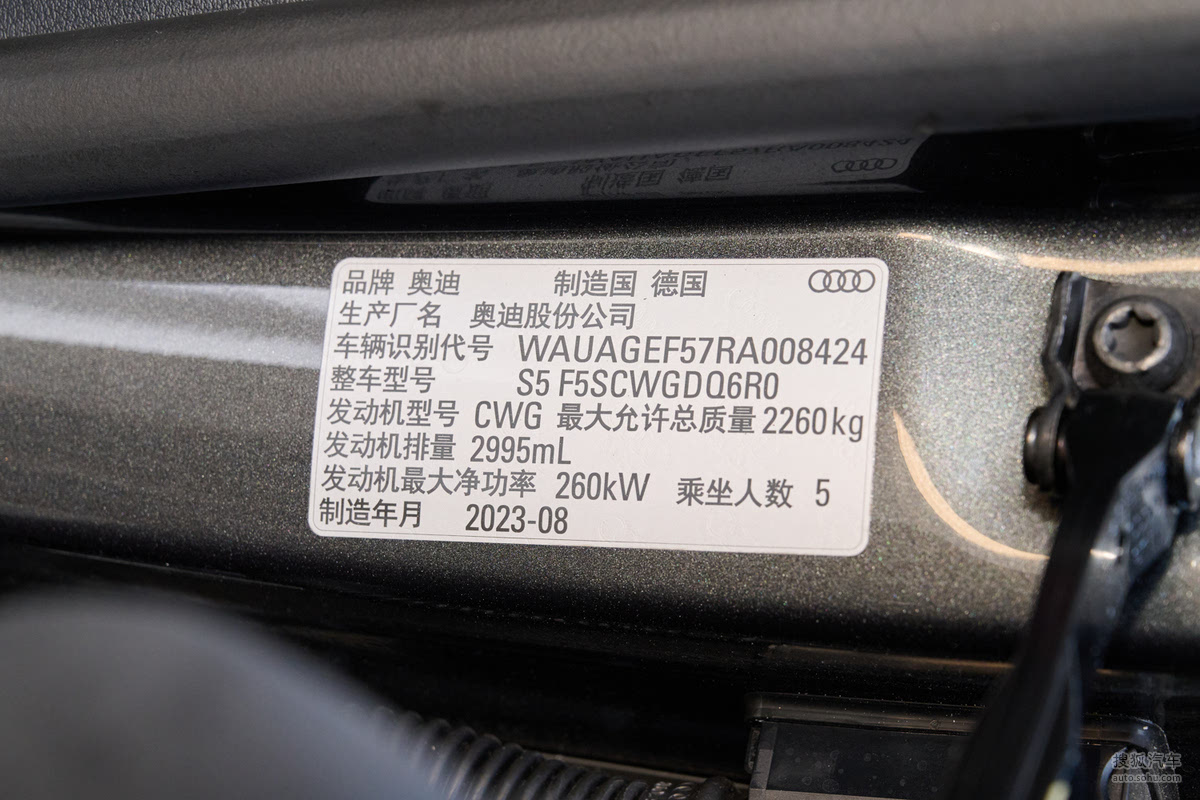 品牌 奥迪 制造国 德国
生产厂名 奥迪股份公司
车辆识别代号 WAUAGEF57RA008424
整车型号 S5 F5SCWGDQ6R0
发动机型号 CWG 最大允许总质量 2260kg
发动机排量 2995mL
发动机最大净功率 260kW 乘坐人数 5
制造年月 2023-08
搜狐汽车
auto.sohu.com